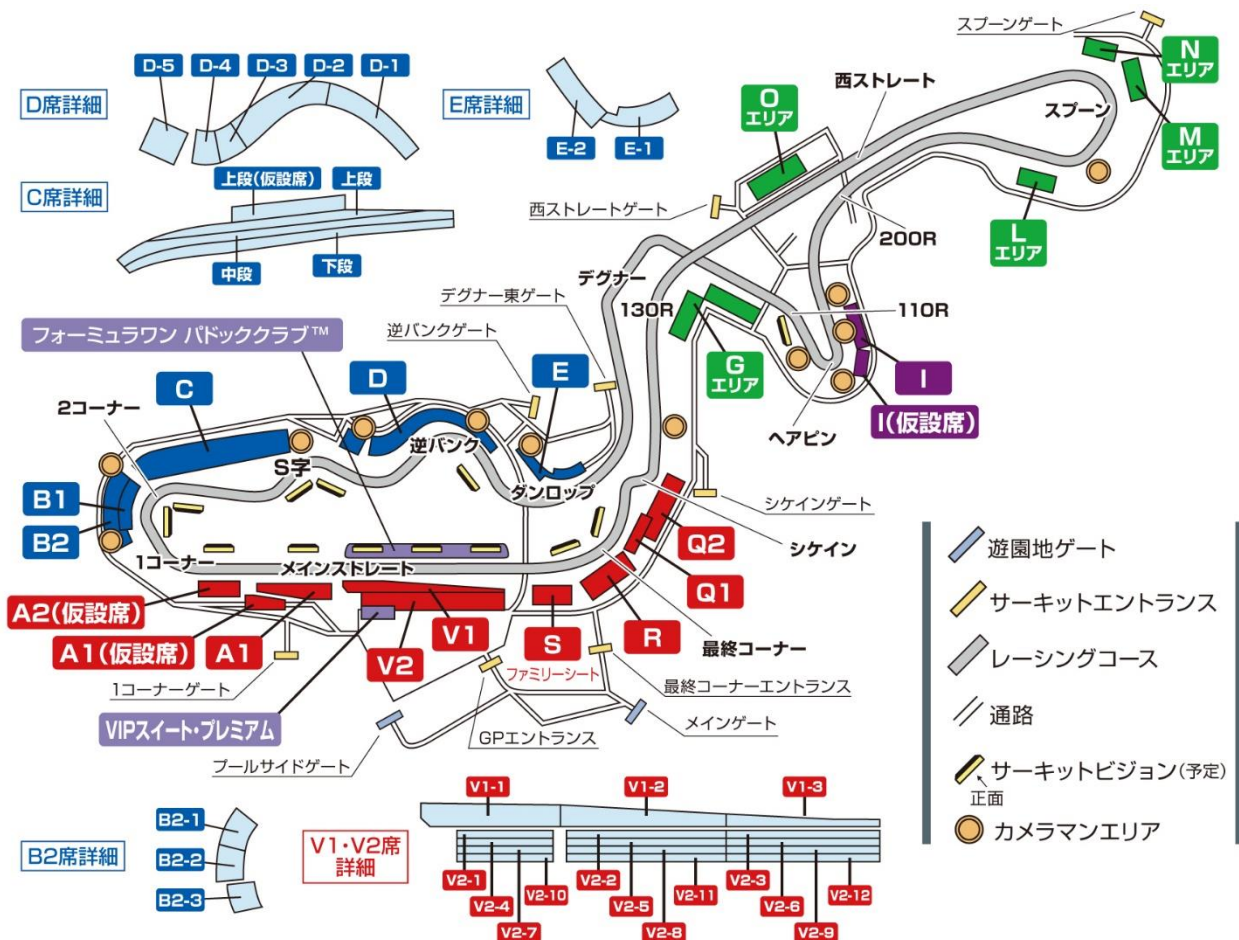 D-5
D-4
D-3
D-2
D-1
D席詳細
E席詳細
E-2
E-1
C席詳細
上段(仮設席)
上段
中段
下段
スプーンゲート
N
エリア
M
エリア
スプーン
西ストレート
O
エリア
西ストレートゲート
L
エリア
200R
デグナー
130R
110R
G
エリア
I
I(仮設席)
ヘアピン
デグナー東ゲート
逆バンクゲート
フォーミュラワン パドッククラブ™
C
D
E
2コーナー
S字
逆バンク
ダンロップ
B1
B2
1コーナー
メインストレート
シケインゲート
シケイン
Q2
Q1
R
S
ファミリーシート
最終コーナー
A2(仮設席)
A1(仮設席)
A1
V1
V2
VIPスイート・プレミアム
1コーナーゲート
プールサイドゲート
GPエントランス
最終コーナーエントランス
メインゲート
遊園地ゲート
サーキットエントランス
レーシングコース
通路
サーキットビジョン(予定)
正面
カメラマンエリア
B2席詳細
B2-1
B2-2
B2-3
V1・V2席
詳細
V1-1
V1-2
V1-3
V2-1
V2-4
V2-7
V2-10
V2-2
V2-5
V2-8
V2-11
V2-3
V2-6
V2-9
V2-12